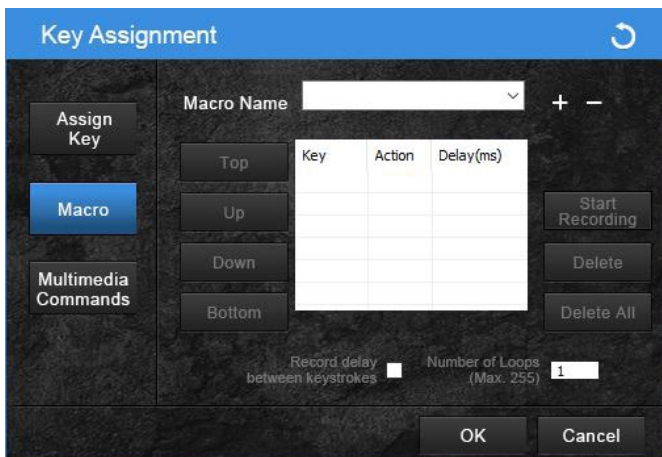 Key Assignment
Assign
Key
Macro
Multimedia
Commands
Macro Name
+ −
Top
Up
Down
Bottom
Key Action Delay(ms)
Start
Recording
Delete
Delete All
Record delay
between keystrokes
Number of Loops
(Max. 255)
1
OK Cancel